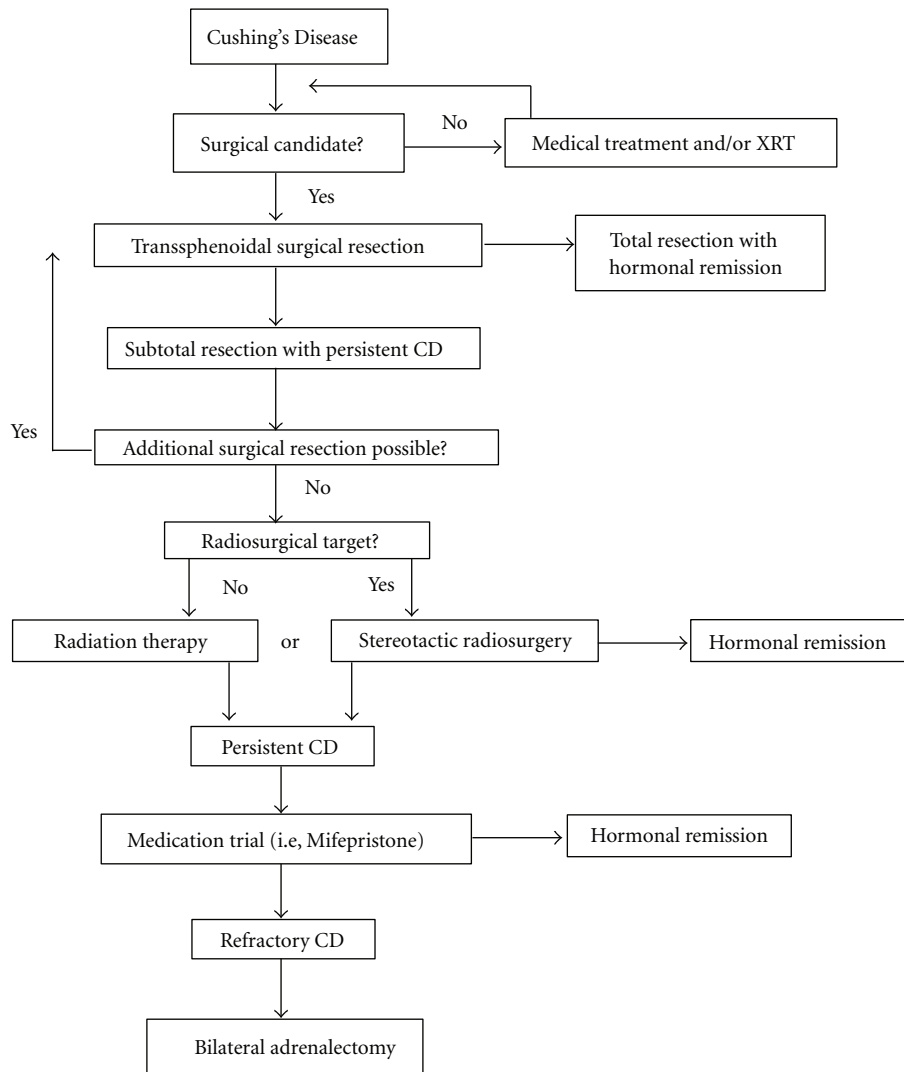 Cushing's Disease
Surgical candidate?
No
Medical treatment and/or XRT
Yes
Transsphenoidal surgical resection
Total resection with
hormonal remission
Subtotal resection with persistent CD
Yes
Additional surgical resection possible?
No
Radiosurgical target?
No
Yes
Radiation therapy
or
Stereotactic radiosurgery
Hormonal remission
Persistent CD
Medication trial (i.e, Mifepristone)
Hormonal remission
Refractory CD
Bilateral adrenalectomy